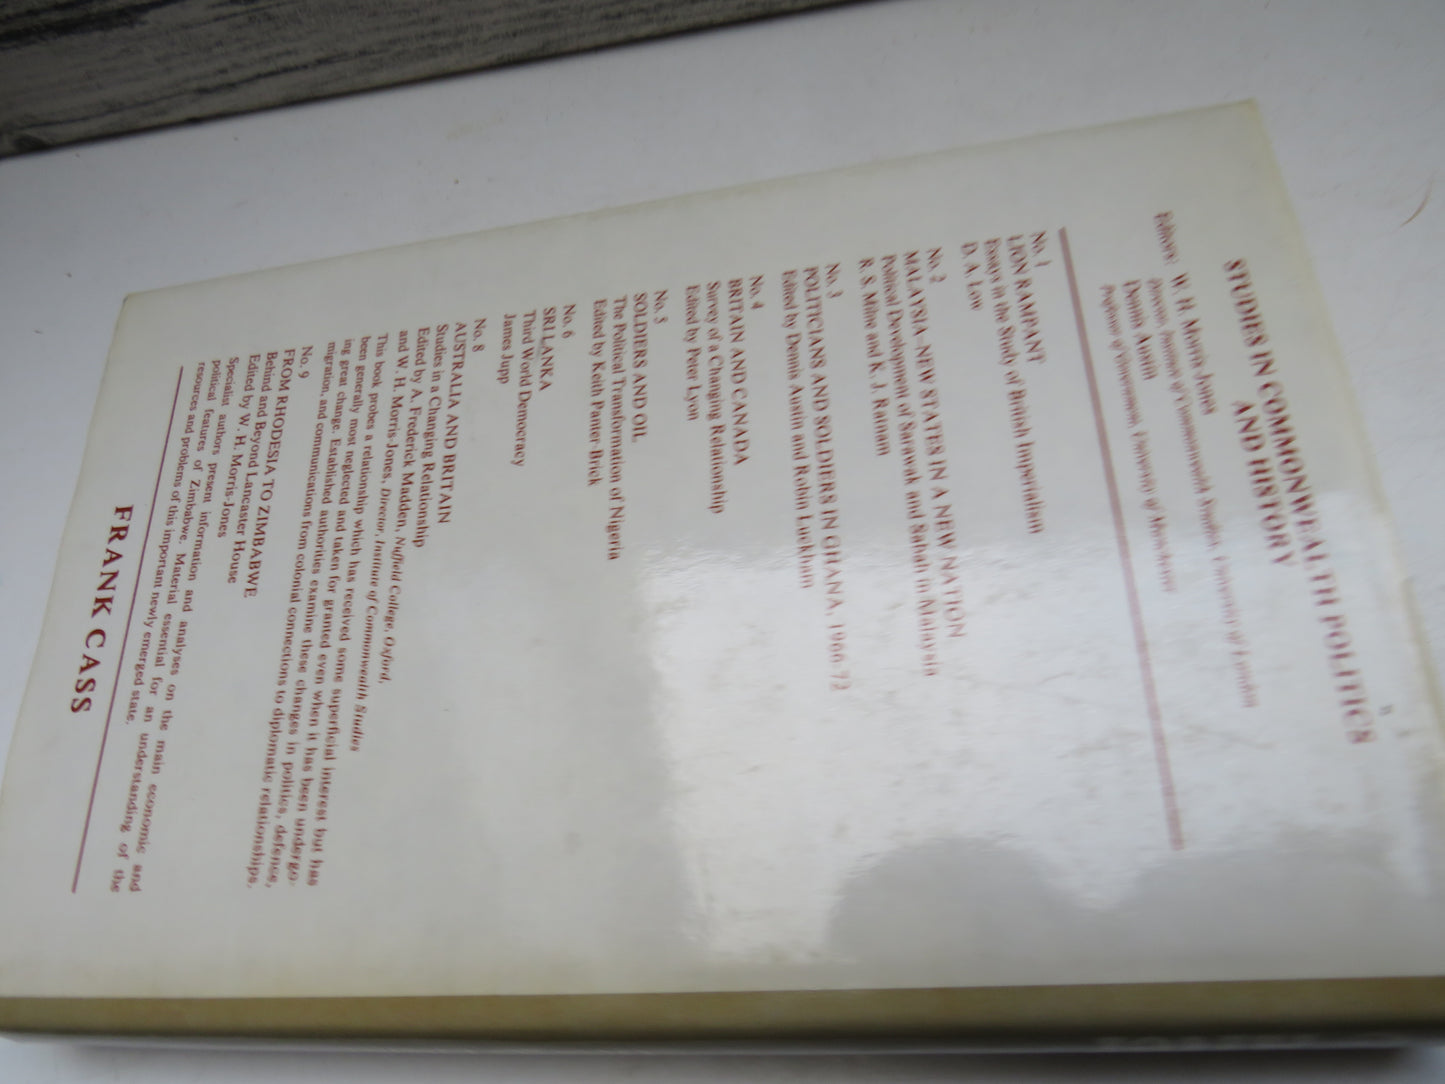 STUDIES IN COMMONWEALTH POLITICS
AND HISTORY
Editors: W. H. Morris-Jones
Director, Institute of Commonwealth Studies, University of London
Dennis Austin
Professor of Government, University of Manchester
No. 1
LION RAMPANT
Essays in the Study of British Imperialism
D. A. Low
No. 2
MALAYSIA—NEW STATES IN A NEW NATION
Political Development of Sarawak and Sabah in Malaysia
R. S. Milne and K. J. Ratnam
No. 3
POLITICIANS AND SOLDIERS IN GHANA, 1966-72
Edited by Dennis Austin and Robin Luckham
No. 4
BRITAIN AND CANADA
Survey of a Changing Relationship
Edited by Peter Lyon
No. 5
SOLDIERS AND OIL
The Political Transformation of Nigeria
Edited by Keith Panter-Brick
No. 6
SRI LANKA
Third World Democracy
James Jupp
No. 8
AUSTRALIA AND BRITAIN
Studies in a Changing Relationship
Edited by A. Frederick Madden, Nuffield College, Oxford,
and W. H. Morris-Jones, Director, Institute of Commonwealth Studies
This book probes a relationship which has received some superficial interest but has
been generally most neglected and taken for granted even when it has been undergo-
ing great change. Established authorities examine these changes in politics, defense,
migration, and communications from colonial connections to diplomatic relationships.
No. 9
FROM RHODESIA TO ZIMBABWE
Behind and Beyond Lancaster House
Edited by W. H. Morris-Jones
Specialist authors present information and analyses on the main economic and
political features of Zimbabwe. Material essential for an understanding of the
resources and problems of this important newly emerged state.
FRANK CASS